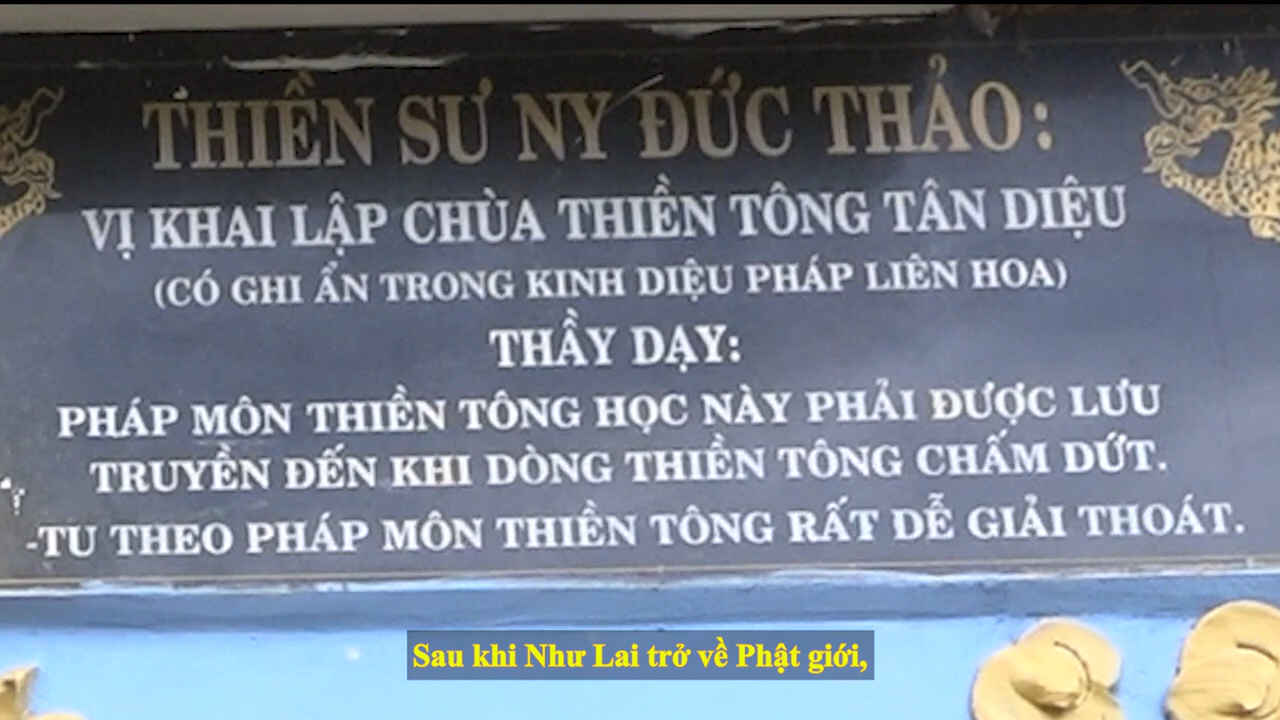 THIỀN SƯ NY ĐỨC THẢO:
VỊ KHAI LẬP CHÙA THIỀN TÔNG TÂN DIỆU
(CÓ GHI ẨN TRONG KINH DIỆU PHÁP LIÊN HOA)
THẦY DẠY:
PHÁP MÔN THIỀN TÔNG HỌC NÀY PHẢI ĐƯỢC LƯU
TRUYỀN ĐẾN KHI DÒNG THIỀN TÔNG CHẤM DỨT.
-TU THEO PHÁP MÔN THIỀN TÔNG RẤT DỄ GIẢI THOÁT.
Sau khi Như Lai trở về Phật giới,